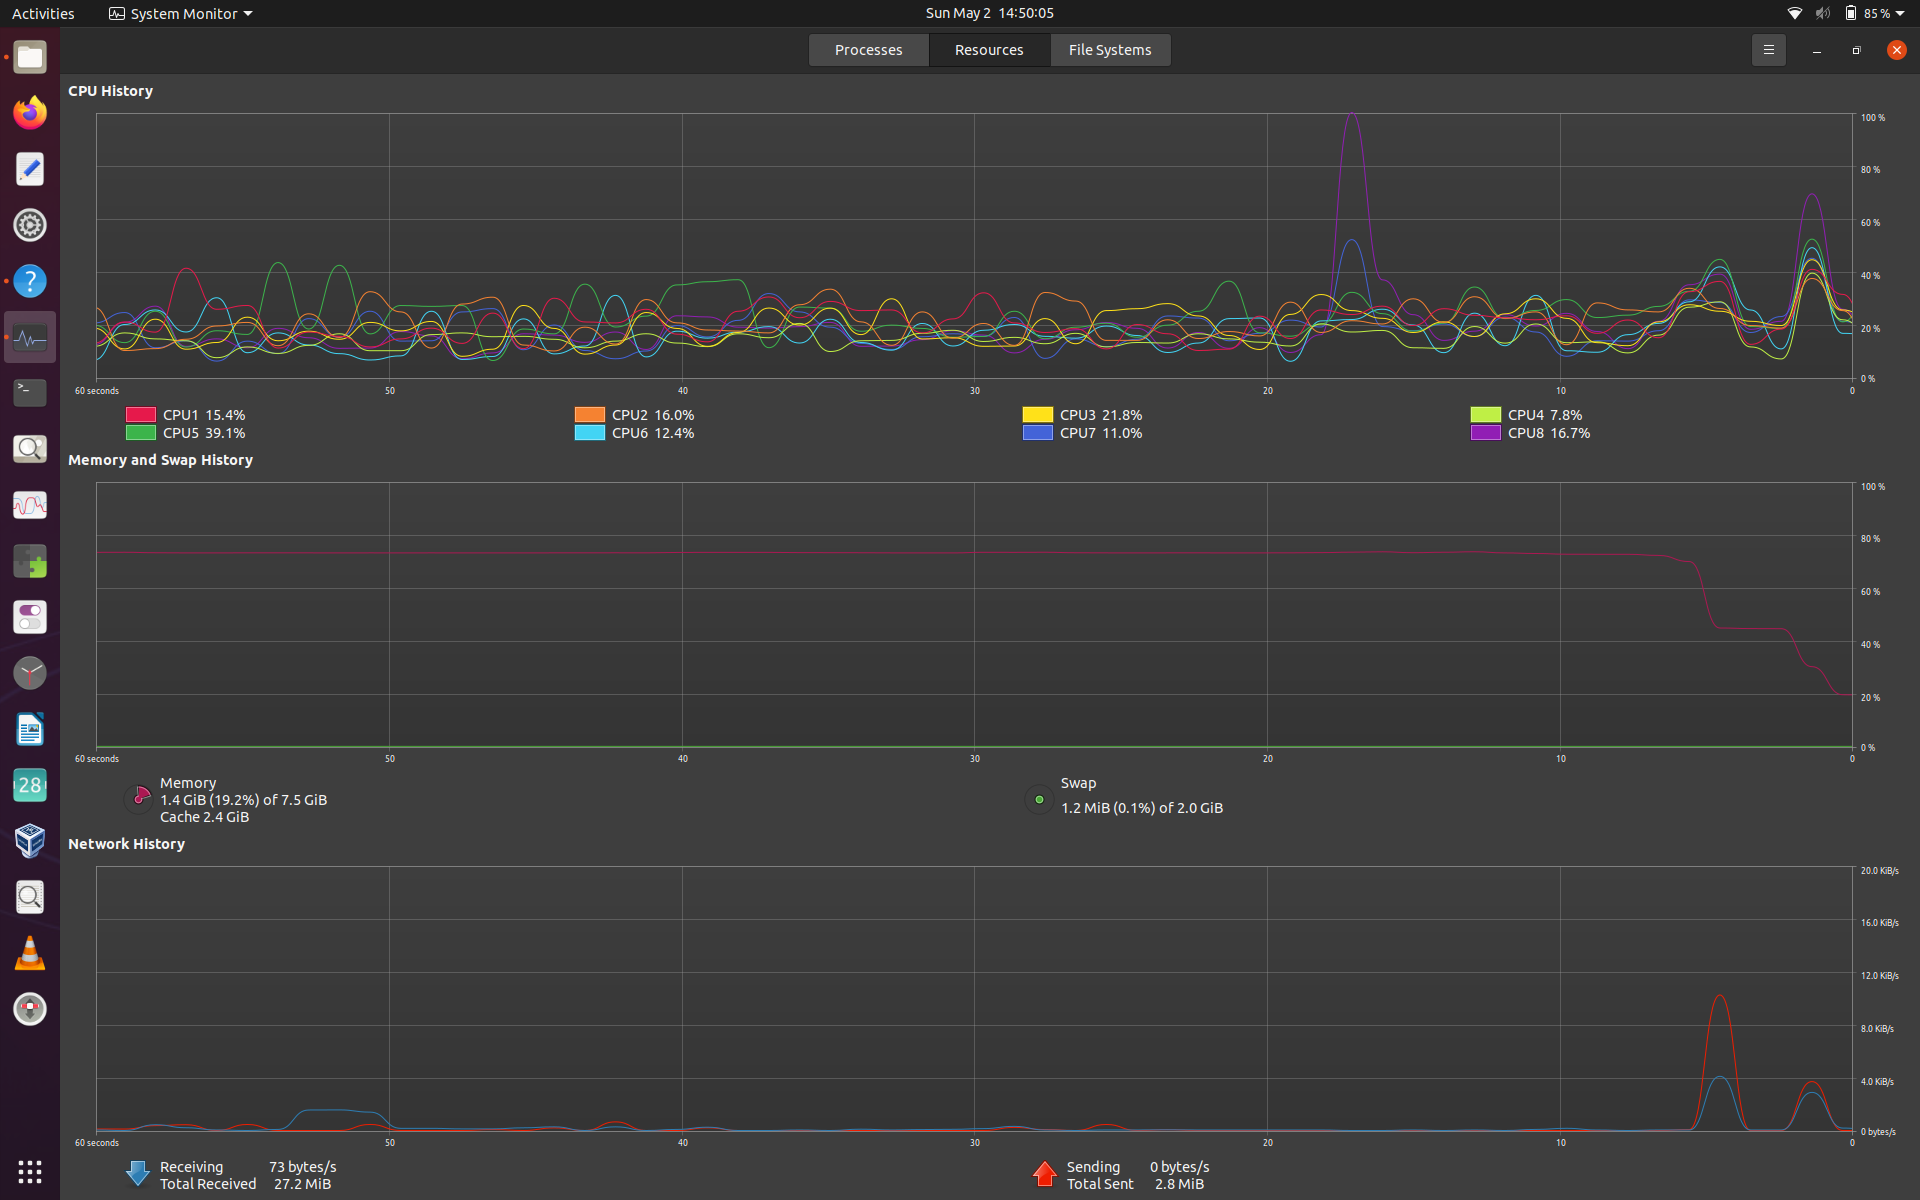 Activities System Monitor Sun May 2 14:50:05 85 %
Processes Resources File Systems
CPU History
100 %
80 %
60 %
40 %
20 %
0 %
60 seconds 50 40 30 20 10 0
CPU1 15.4% CPU2 16.0% CPU3 21.8% CPU4 7.8%
CPU5 39.1% CPU6 12.4% CPU7 11.0% CPU8 16.7%
Memory and Swap History
100 %
80 %
60 %
40 %
20 %
0 %
60 seconds 50 40 30 20 10 0
Memory
1.4 GiB (19.2%) of 7.5 GiB
Cache 2.4 GiB
Swap
1.2 MiB (0.1%) of 2.0 GiB
Network History
20.0 KiB/s
16.0 KiB/s
12.0 KiB/s
8.0 KiB/s
4.0 KiB/s
0 bytes/s
60 seconds 50 40 30 20 10 0
Receiving 73 bytes/s
Total Received 27.2 MiB
Sending 0 bytes/s
Total Sent 2.8 MiB
?
>_
28